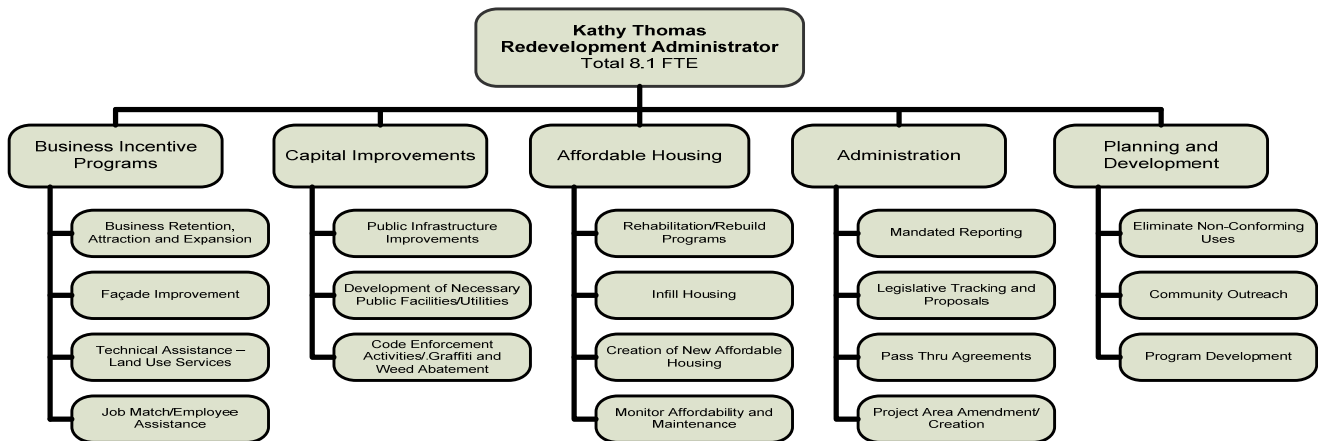 Kathy Thomas
Redevelopment Administrator
Total 8.1 FTE
Business Incentive
Programs
Business Retention,
Attraction and Expansion
Façade Improvement
Technical Assistance –
Land Use Services
Job Match/Employee
Assistance
Capital Improvements
Public Infrastructure
Improvements
Development of Necessary
Public Facilities/Utilities
Code Enforcement
Activities/.Graffiti and
Weed Abatement
Affordable Housing
Rehabilitation/Rebuild
Programs
Infill Housing
Creation of New Affordable
Housing
Monitor Affordability and
Maintenance
Administration
Mandated Reporting
Legislative Tracking and
Proposals
Pass Thru Agreements
Project Area Amendment/
Creation
Planning and
Development
Eliminate Non-Conforming
Uses
Community Outreach
Program Development